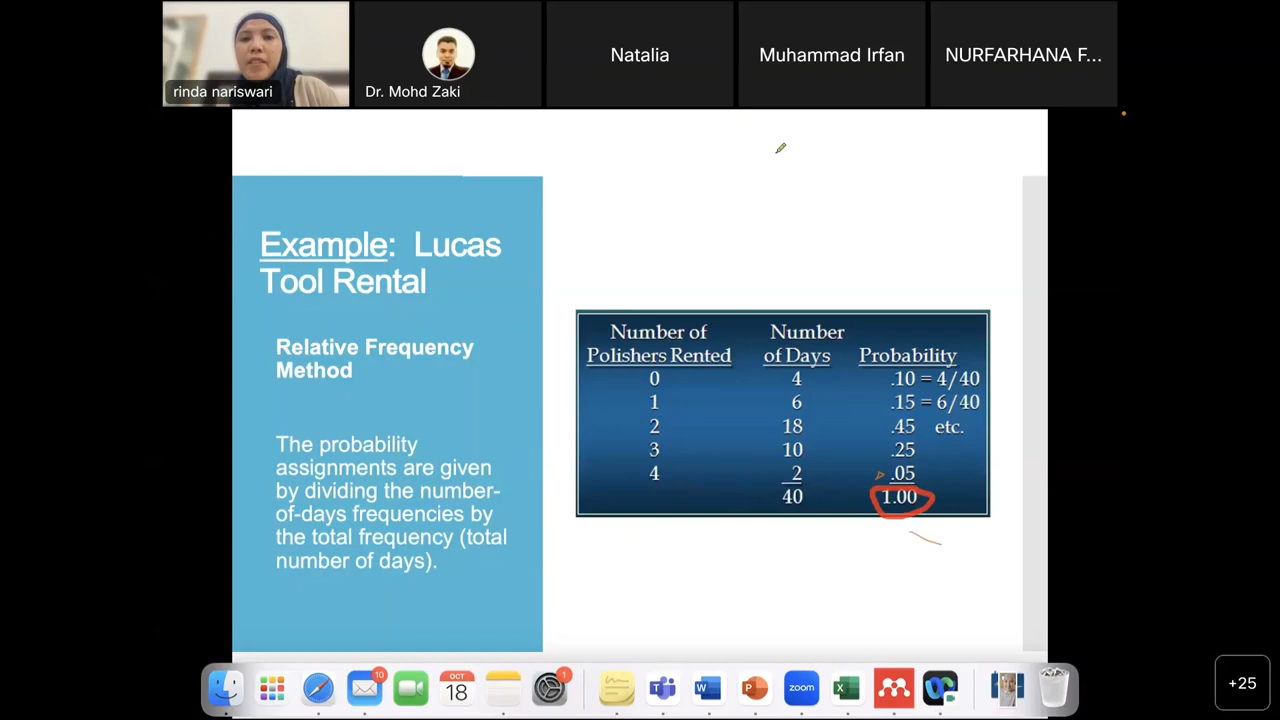 rinda nariswari
Dr. Mohd Zaki
Natalia
Muhammad Irfan
NURFARHANA F...
Example: Lucas
Tool Rental
Relative Frequency
Method
The probability
assignments are given
by dividing the number-
of-days frequencies by
the total frequency (total
number of days).
Number of Number
Polishers Rented of Days Probability
0 4 .10 = 4/40
1 6 .15 = 6/40
2 18 .45 etc.
3 10 .25
4 2 .05
40 1.00
10
OCT
18
1
zoom
+25